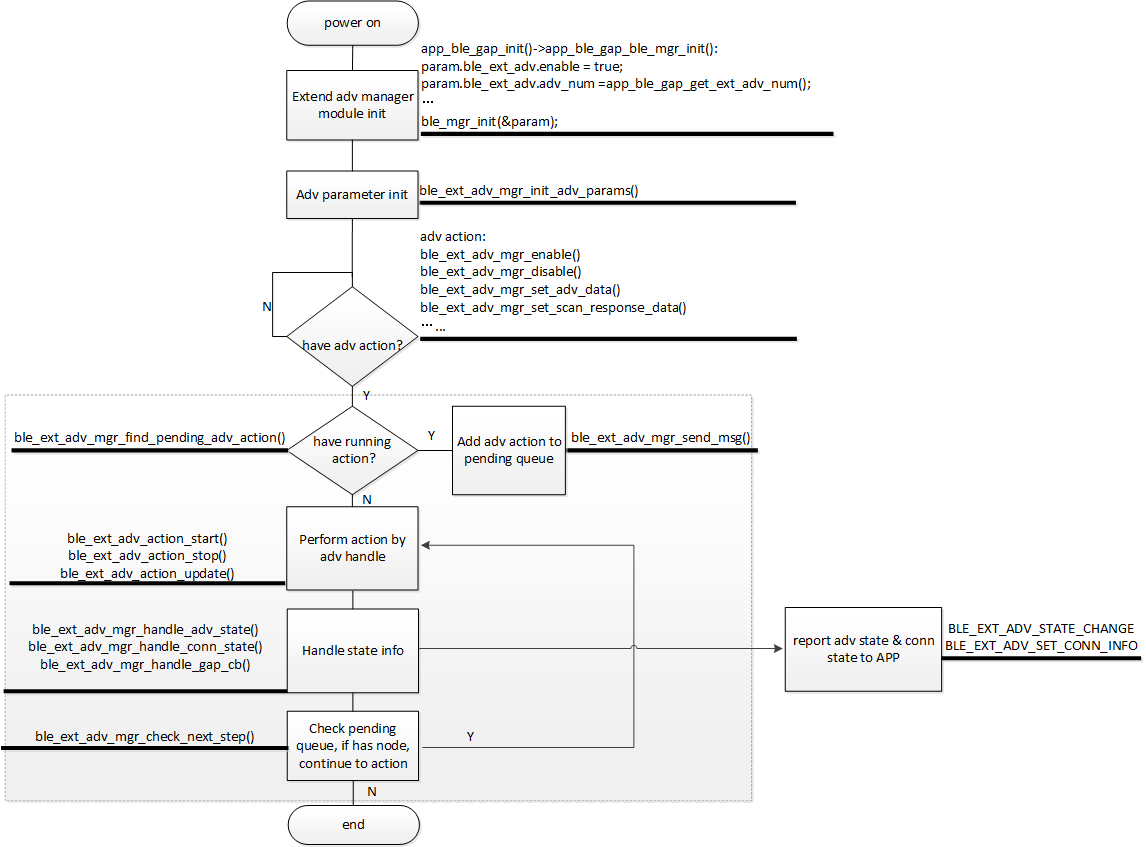 power on
app_ble_gap_init()->app_ble_gap_ble_mgr_init():
param.ble_ext_adv.enable = true;
param.ble_ext_adv.adv_num =app_ble_gap_get_ext_adv_num();
...
ble_mgr_init(&param);
Extend adv manager
module init
Adv parameter init
ble_ext_adv_mgr_init_adv_params()
adv action:
ble_ext_adv_mgr_enable()
ble_ext_adv_mgr_disable()
ble_ext_adv_mgr_set_adv_data()
ble_ext_adv_mgr_set_scan_response_data()
... ...
N
have adv action?
Y
ble_ext_adv_mgr_find_pending_adv_action()
have running
action?
Y
Add adv action to
pending queue
ble_ext_adv_mgr_send_msg()
N
ble_ext_adv_action_start()
ble_ext_adv_action_stop()
ble_ext_adv_action_update()
Perform action by
adv handle
ble_ext_adv_mgr_handle_adv_state()
ble_ext_adv_mgr_handle_conn_state()
ble_ext_adv_mgr_handle_gap_cb()
Handle state info
report adv state & conn
state to APP
BLE_EXT_ADV_STATE_CHANGE
BLE_EXT_ADV_SET_CONN_INFO
ble_ext_adv_mgr_check_next_step()
Check pending
queue, if has node,
continue to action
Y
N
end